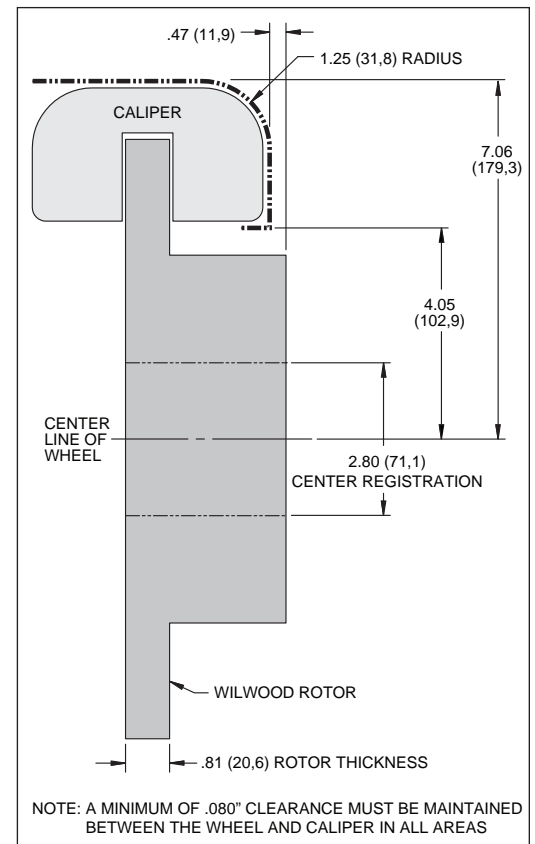 .47 (11,9)
1.25 (31,8) RADIUS
CALIPER
7.06
(179,3)
4.05
(102,9)
CENTER
LINE OF
WHEEL
2.80 (71,1)
CENTER REGISTRATION
WILWOOD ROTOR
.81 (20,6) ROTOR THICKNESS
NOTE: A MINIMUM OF .080" CLEARANCE MUST BE MAINTAINED
BETWEEN THE WHEEL AND CALIPER IN ALL AREAS